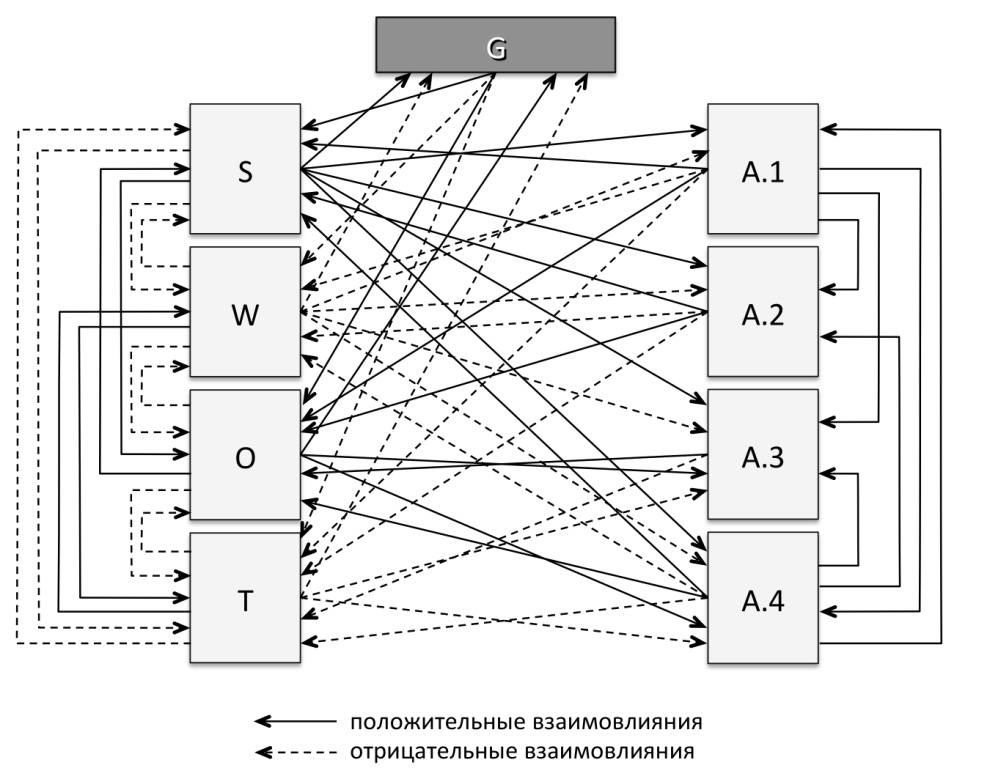 G
S
A.1
W
A.2
O
A.3
T
A.4
положительные взаимовлияния
отрицательные взаимовлияния